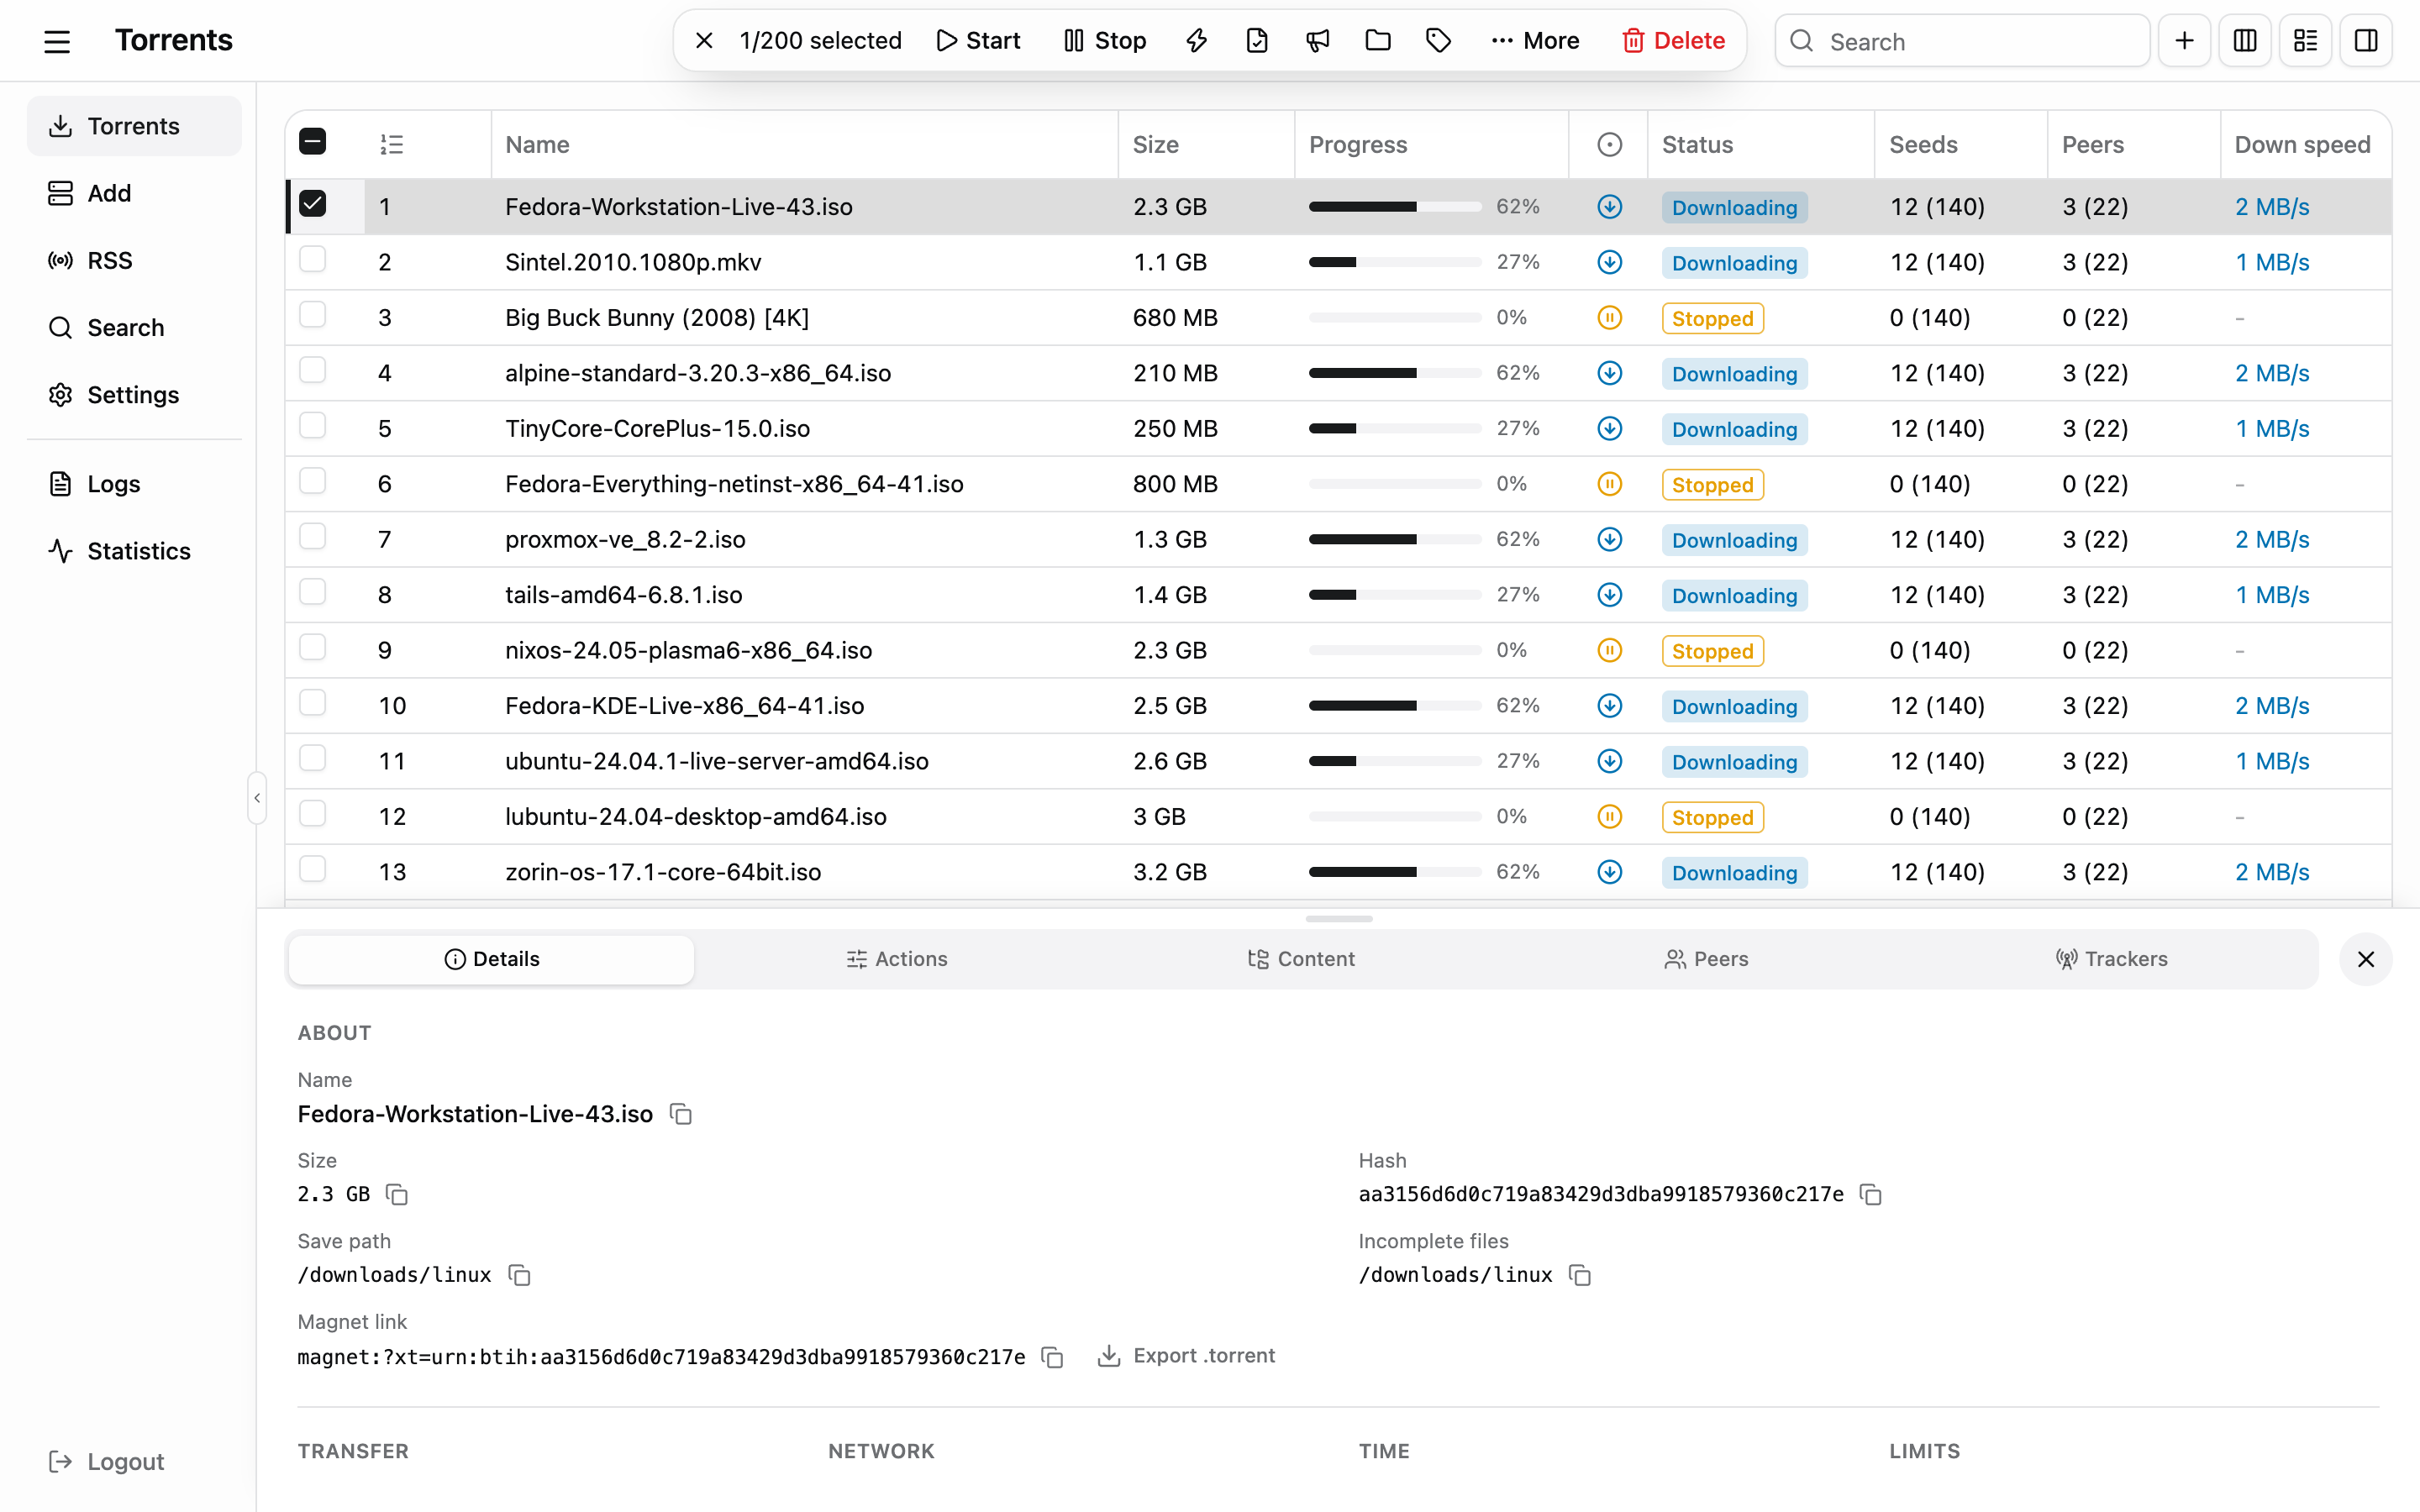 Torrents
1/200 selected Start Stop More Delete
Search
Torrents
Add
RSS
Search
Settings
Logs
Statistics
Logout
Name Size Progress Status Seeds Peers Down speed
1 Fedora-Workstation-Live-43.iso 2.3 GB 62% Downloading 12 (140) 3 (22) 2 MB/s
2 Sintel.2010.1080p.mkv 1.1 GB 27% Downloading 12 (140) 3 (22) 1 MB/s
3 Big Buck Bunny (2008) [4K] 680 MB 0% Stopped 0 (140) 0 (22) -
4 alpine-standard-3.20.3-x86_64.iso 210 MB 62% Downloading 12 (140) 3 (22) 2 MB/s
5 TinyCore-CorePlus-15.0.iso 250 MB 27% Downloading 12 (140) 3 (22) 1 MB/s
6 Fedora-Everything-netinst-x86_64-41.iso 800 MB 0% Stopped 0 (140) 0 (22) -
7 proxmox-ve_8.2-2.iso 1.3 GB 62% Downloading 12 (140) 3 (22) 2 MB/s
8 tails-amd64-6.8.1.iso 1.4 GB 27% Downloading 12 (140) 3 (22) 1 MB/s
9 nixos-24.05-plasma6-x86_64.iso 2.3 GB 0% Stopped 0 (140) 0 (22) -
10 Fedora-KDE-Live-x86_64-41.iso 2.5 GB 62% Downloading 12 (140) 3 (22) 2 MB/s
11 ubuntu-24.04.1-live-server-amd64.iso 2.6 GB 27% Downloading 12 (140) 3 (22) 1 MB/s
12 lubuntu-24.04-desktop-amd64.iso 3 GB 0% Stopped 0 (140) 0 (22) -
13 zorin-os-17.1-core-64bit.iso 3.2 GB 62% Downloading 12 (140) 3 (22) 2 MB/s
Details Actions Content Peers Trackers
ABOUT
Name
Fedora-Workstation-Live-43.iso
Size Hash
2.3 GB aa3156d6d0c719a83429d3dba9918579360c217e
Save path Incomplete files
/downloads/linux /downloads/linux
Magnet link
magnet:?xt=urn:btih:aa3156d6d0c719a83429d3dba9918579360c217e Export .torrent
TRANSFER NETWORK TIME LIMITS